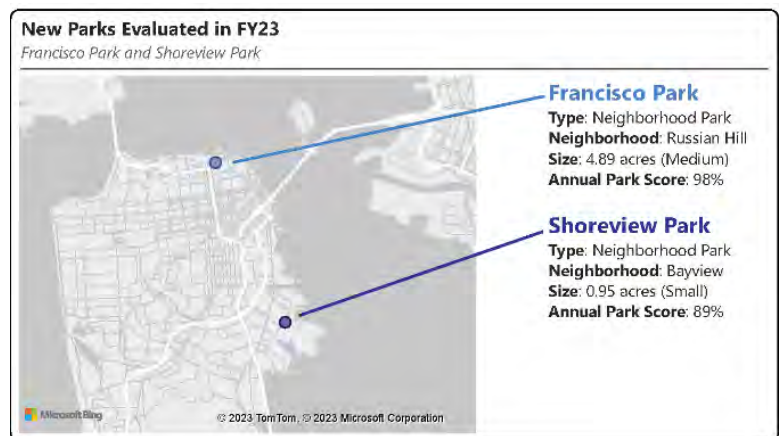 New Parks Evaluated in FY23
Francisco Park and Shoreview Park
Francisco Park
Type: Neighborhood Park
Neighborhood: Russian Hill
Size: 4.89 acres (Medium)
Annual Park Score: 98%
Shoreview Park
Type: Neighborhood Park
Neighborhood: Bayview
Size: 0.95 acres (Small)
Annual Park Score: 89%
Microsoft Bing
© 2023 TomTom, © 2023 Microsoft Corporation